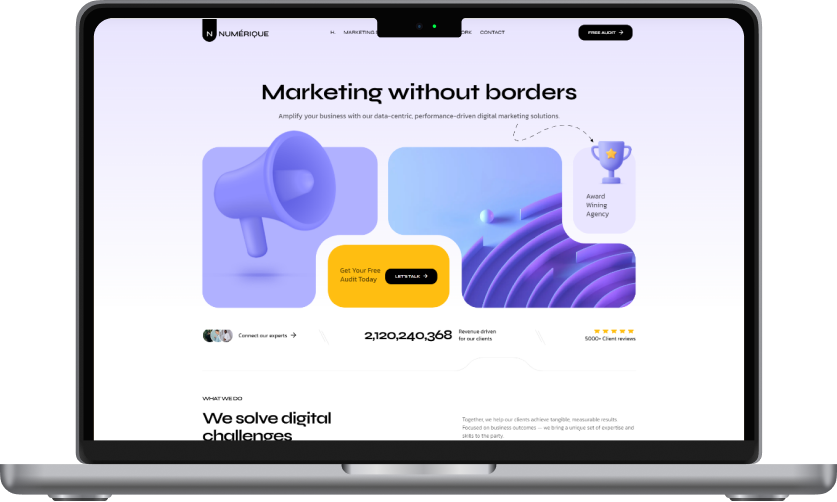 N NUMÉRIQUE
H. MARKETING CONTACT
FREE AUDIT
Marketing without borders
Amplify your business with our data-centric, performance-driven digital marketing solutions.
Award
Wining
Agency
Get Your Free
Audit Today
LET'S TALK
Connect our experts
2,120,240,368
Revenue driven
for our clients
5000+ Client reviews
WHAT WE DO
We solve digital
challenges
Together, we help our clients achieve tangible, measurable results.
Focused on business outcomes — we bring a unique set of expertise and
skills to the party.